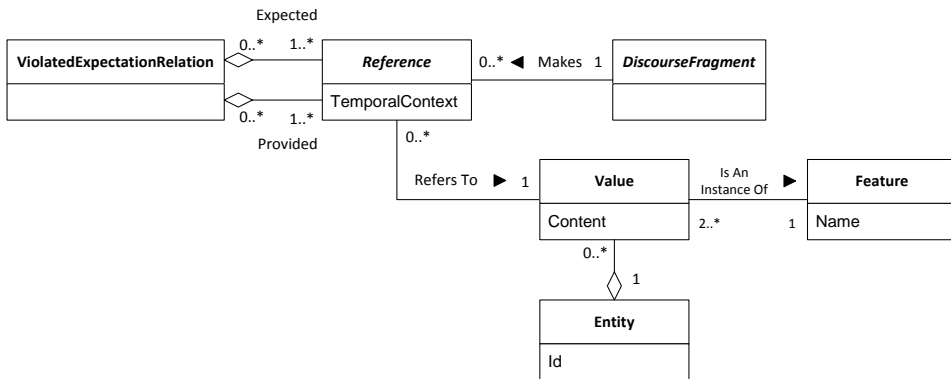 Expected
0..*
1..*
ViolatedExpectationRelation
Reference
0..*
Makes
1
DiscourseFragment
TemporalContext
0..*
1..*
Provided
0..*
Refers To
1
Value
Is An
Instance Of
Feature
Content
2..*
1
Name
0..*
1
Entity
Id